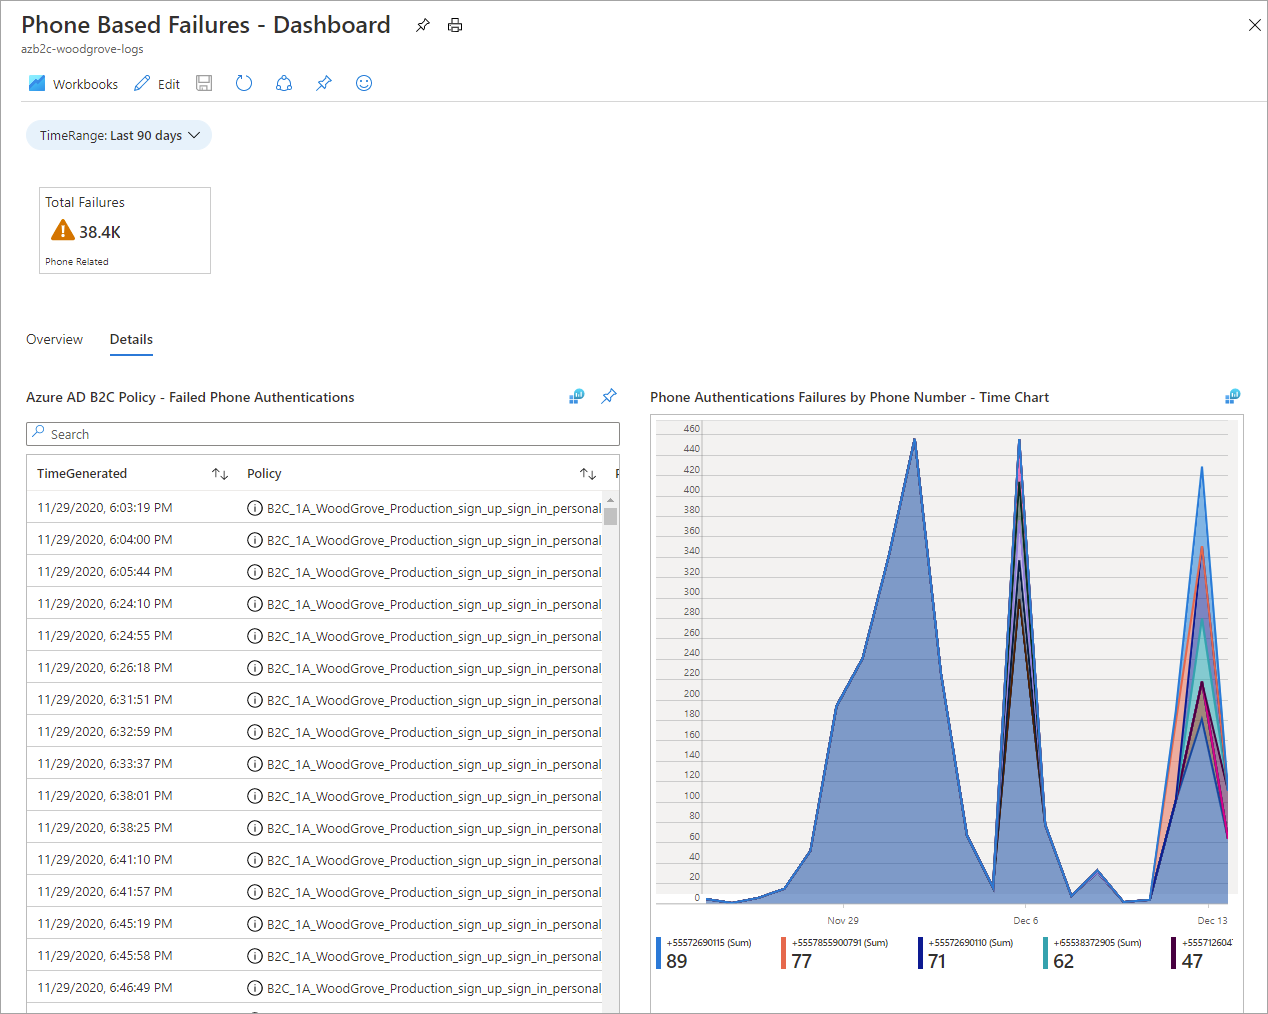 Phone Based Failures - Dashboard
azb2c-woodgrove-logs
Workbooks Edit
TimeRange: Last 90 days
Total Failures
38.4K
Phone Related
Overview Details
Azure AD B2C Policy - Failed Phone Authentications
Search
TimeGenerated Policy
11/29/2020, 6:03:19 PM B2C_1A_WoodGrove_Production_sign_up_sign_in_personal
11/29/2020, 6:04:00 PM B2C_1A_WoodGrove_Production_sign_up_sign_in_personal
11/29/2020, 6:05:44 PM B2C_1A_WoodGrove_Production_sign_up_sign_in_personal
11/29/2020, 6:24:10 PM B2C_1A_WoodGrove_Production_sign_up_sign_in_personal
11/29/2020, 6:24:55 PM B2C_1A_WoodGrove_Production_sign_up_sign_in_personal
11/29/2020, 6:26:18 PM B2C_1A_WoodGrove_Production_sign_up_sign_in_personal
11/29/2020, 6:31:51 PM B2C_1A_WoodGrove_Production_sign_up_sign_in_personal
11/29/2020, 6:32:59 PM B2C_1A_WoodGrove_Production_sign_up_sign_in_personal
11/29/2020, 6:33:37 PM B2C_1A_WoodGrove_Production_sign_up_sign_in_personal
11/29/2020, 6:38:01 PM B2C_1A_WoodGrove_Production_sign_up_sign_in_personal
11/29/2020, 6:38:25 PM B2C_1A_WoodGrove_Production_sign_up_sign_in_personal
11/29/2020, 6:41:10 PM B2C_1A_WoodGrove_Production_sign_up_sign_in_personal
11/29/2020, 6:41:57 PM B2C_1A_WoodGrove_Production_sign_up_sign_in_personal
11/29/2020, 6:45:19 PM B2C_1A_WoodGrove_Production_sign_up_sign_in_personal
11/29/2020, 6:45:58 PM B2C_1A_WoodGrove_Production_sign_up_sign_in_personal
11/29/2020, 6:46:49 PM B2C_1A_WoodGrove_Production_sign_up_sign_in_personal
Phone Authentications Failures by Phone Number - Time Chart
460
440
420
400
380
360
340
320
300
280
260
240
220
200
180
160
140
120
100
80
60
40
20
0
Nov 29 Dec 6 Dec 13
+55572690115 (Sum) +5557855900791 (Sum) +55572690110 (Sum) +65538372905 (Sum) +555712604
89 77 71 62 47